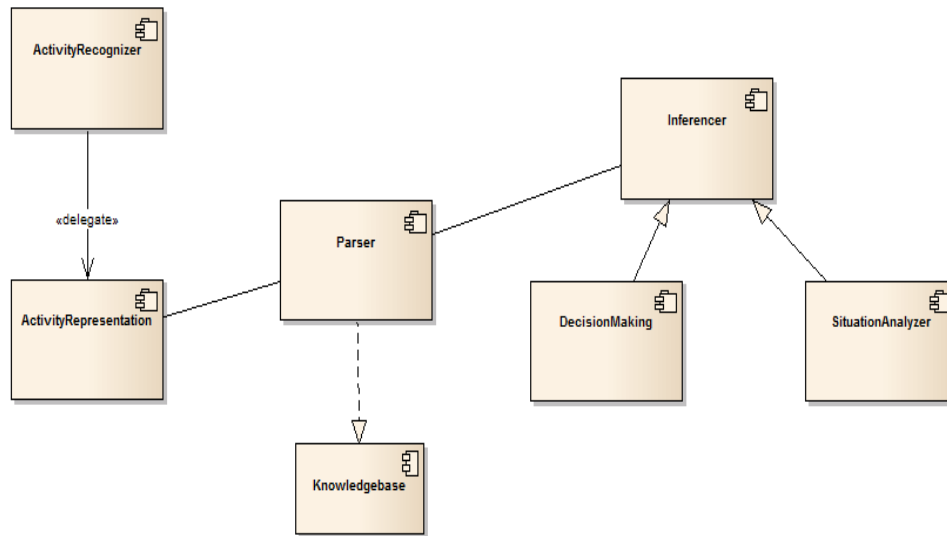 ActivityRecognizer
Inferencer
«delegate»
Parser
ActivityRepresentation
DecisionMaking
SituationAnalyzer
Knowledgebase